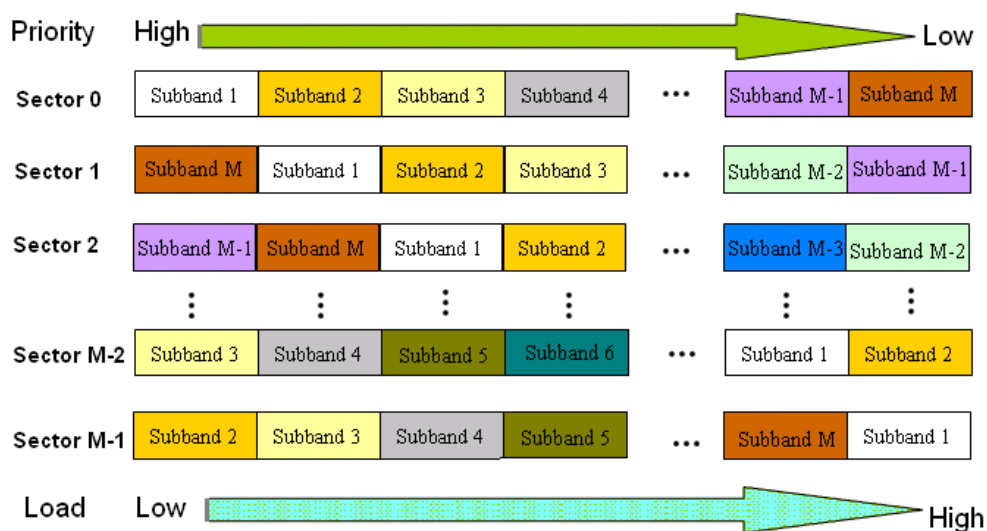 Priority High Low
Sector 0 Subband 1 Subband 2 Subband 3 Subband 4 ... Subband M-1 Subband M
Sector 1 Subband M Subband 1 Subband 2 Subband 3 ... Subband M-2 Subband M-1
Sector 2 Subband M-1 Subband M Subband 1 Subband 2 ... Subband M-3 Subband M-2
Sector M-2 Subband 3 Subband 4 Subband 5 Subband 6 ... Subband 1 Subband 2
Sector M-1 Subband 2 Subband 3 Subband 4 Subband 5 ... Subband M Subband 1
Load Low High